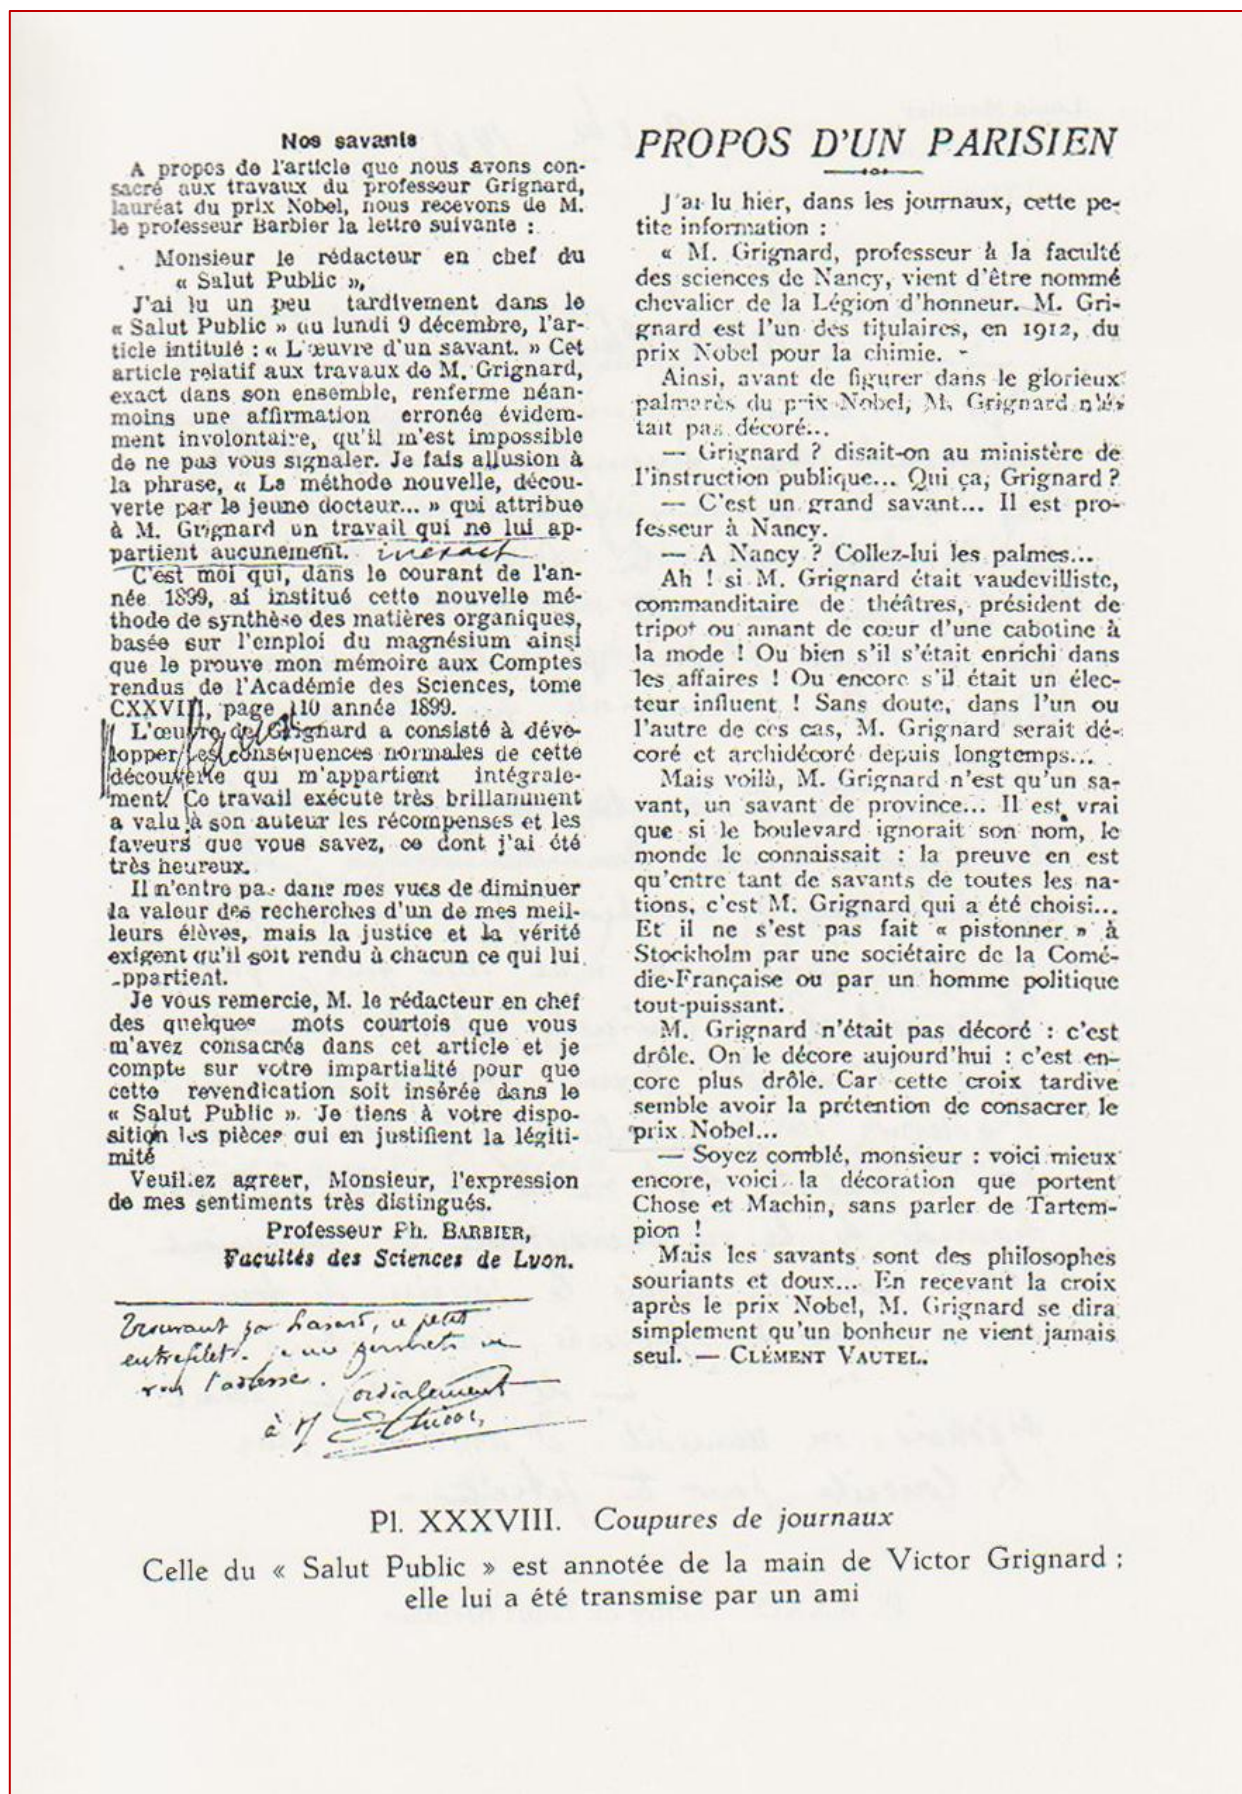 Nos savants
A propos de l'article que nous avons con-
sacré aux travaux du professeur Grignard,
lauréat du prix Nobel, nous recevons de M.
le professeur Barbier la lettre suivante :
Monsieur le rédacteur en chef du
« Salut Public »,
J'ai lu un peu tardivement dans le
« Salut Public » du lundi 9 décembre, l'ar-
ticle intitulé : « L'œuvre d'un savant. » Cet
article relatif aux travaux de M. Grignard,
exact dans son ensemble, renferme néan-
moins une affirmation erronée évidem-
ment involontaire, qu'il m'est impossible
de ne pas vous signaler. Je fais allusion à
la phrase, « La méthode nouvelle, décou-
verte par le jeune docteur... » qui attribue
à M. Grignard un travail qui ne lui ap-
partient aucunement. inexact
C'est moi qui, dans le courant de l'an-
née 1899, ai institué cette nouvelle mé-
thode de synthèse des matières organiques,
basée sur l'emploi du magnésium ainsi
que le prouve mon mémoire aux Comptes
rendus de l'Académie des Sciences, tome
CXXVIII, page 110 année 1899.
L'œuvre de Grignard a consisté à déve-
lopper les conséquences normales de cette
découverte qui m'appartient intégrale-
ment. Ce travail exécute très brillamment
a valu à son auteur les récompenses et les
faveurs que vous savez, ce dont j'ai été
très heureux.
Il n'entre pas dans mes vues de diminuer
la valeur des recherches d'un de mes meil-
leurs élèves, mais la justice et la vérité
exigent qu'il soit rendu à chacun ce qui lui
appartient.
Je vous remercie, M. le rédacteur en chef
des quelques mots courtois que vous
m'avez consacrés dans cet article et je
compte sur votre impartialité pour que
cette revendication soit insérée dans le
« Salut Public ». Je tiens à votre dispo-
sition les pièces qui en justifient la légiti-
mité
Veuillez agréer, Monsieur, l'expression
de mes sentiments très distingués.
Professeur Ph. BARBIER,
Facultés des Sciences de Lyon.
Trouvant par hasard, ce petit
entrefilet. je me permets de
vous l'adresser.
Cordialement
à
PROPOS D'UN PARISIEN
J'ai lu hier, dans les journaux, cette pe-
tite information :
« M. Grignard, professeur à la faculté
des sciences de Nancy, vient d'être nommé
chevalier de la Légion d'honneur. M. Gri-
gnard est l'un des titulaires, en 1912, du
prix Nobel pour la chimie. -
Ainsi, avant de figurer dans le glorieux
palmarès du prix Nobel, M. Grignard n'é-
tait pas décoré...
— Grignard ? disait-on au ministère de
l'instruction publique... Qui ça, Grignard ?
— C'est un grand savant... Il est pro-
fesseur à Nancy.
— A Nancy ? Collez-lui les palmes...
Ah ! si M. Grignard était vaudevilliste,
commanditaire de théâtres, président de
tripot ou amant de cœur d'une cabotine à
la mode ! Ou bien s'il s'était enrichi dans
les affaires ! Ou encore s'il était un élec-
teur influent ! Sans doute, dans l'un ou
l'autre de ces cas, M. Grignard serait dé-
coré et archidécoré depuis longtemps...
Mais voilà, M. Grignard n'est qu'un sa-
vant, un savant de province... Il est vrai
que si le boulevard ignorait son nom, le
monde le connaissait : la preuve en est
qu'entre tant de savants de toutes les na-
tions, c'est M. Grignard qui a été choisi...
Et il ne s'est pas fait « pistonner » à
Stockholm par une sociétaire de la Comé-
die-Française ou par un homme politique
tout-puissant.
M. Grignard n'était pas décoré : c'est
drôle. On le décore aujourd'hui : c'est en-
core plus drôle. Car cette croix tardive
semble avoir la prétention de consacrer le
prix Nobel...
— Soyez comblé, monsieur : voici mieux
encore, voici la décoration que portent
Chose et Machin, sans parler de Tartem-
pion !
Mais les savants sont des philosophes
souriants et doux... En recevant la croix
après le prix Nobel, M. Grignard se dira
simplement qu'un bonheur ne vient jamais
seul. — CLÉMENT VAUTEL.
Pl. XXXVIII. Coupures de journaux
Celle du « Salut Public » est annotée de la main de Victor Grignard ;
elle lui a été transmise par un ami